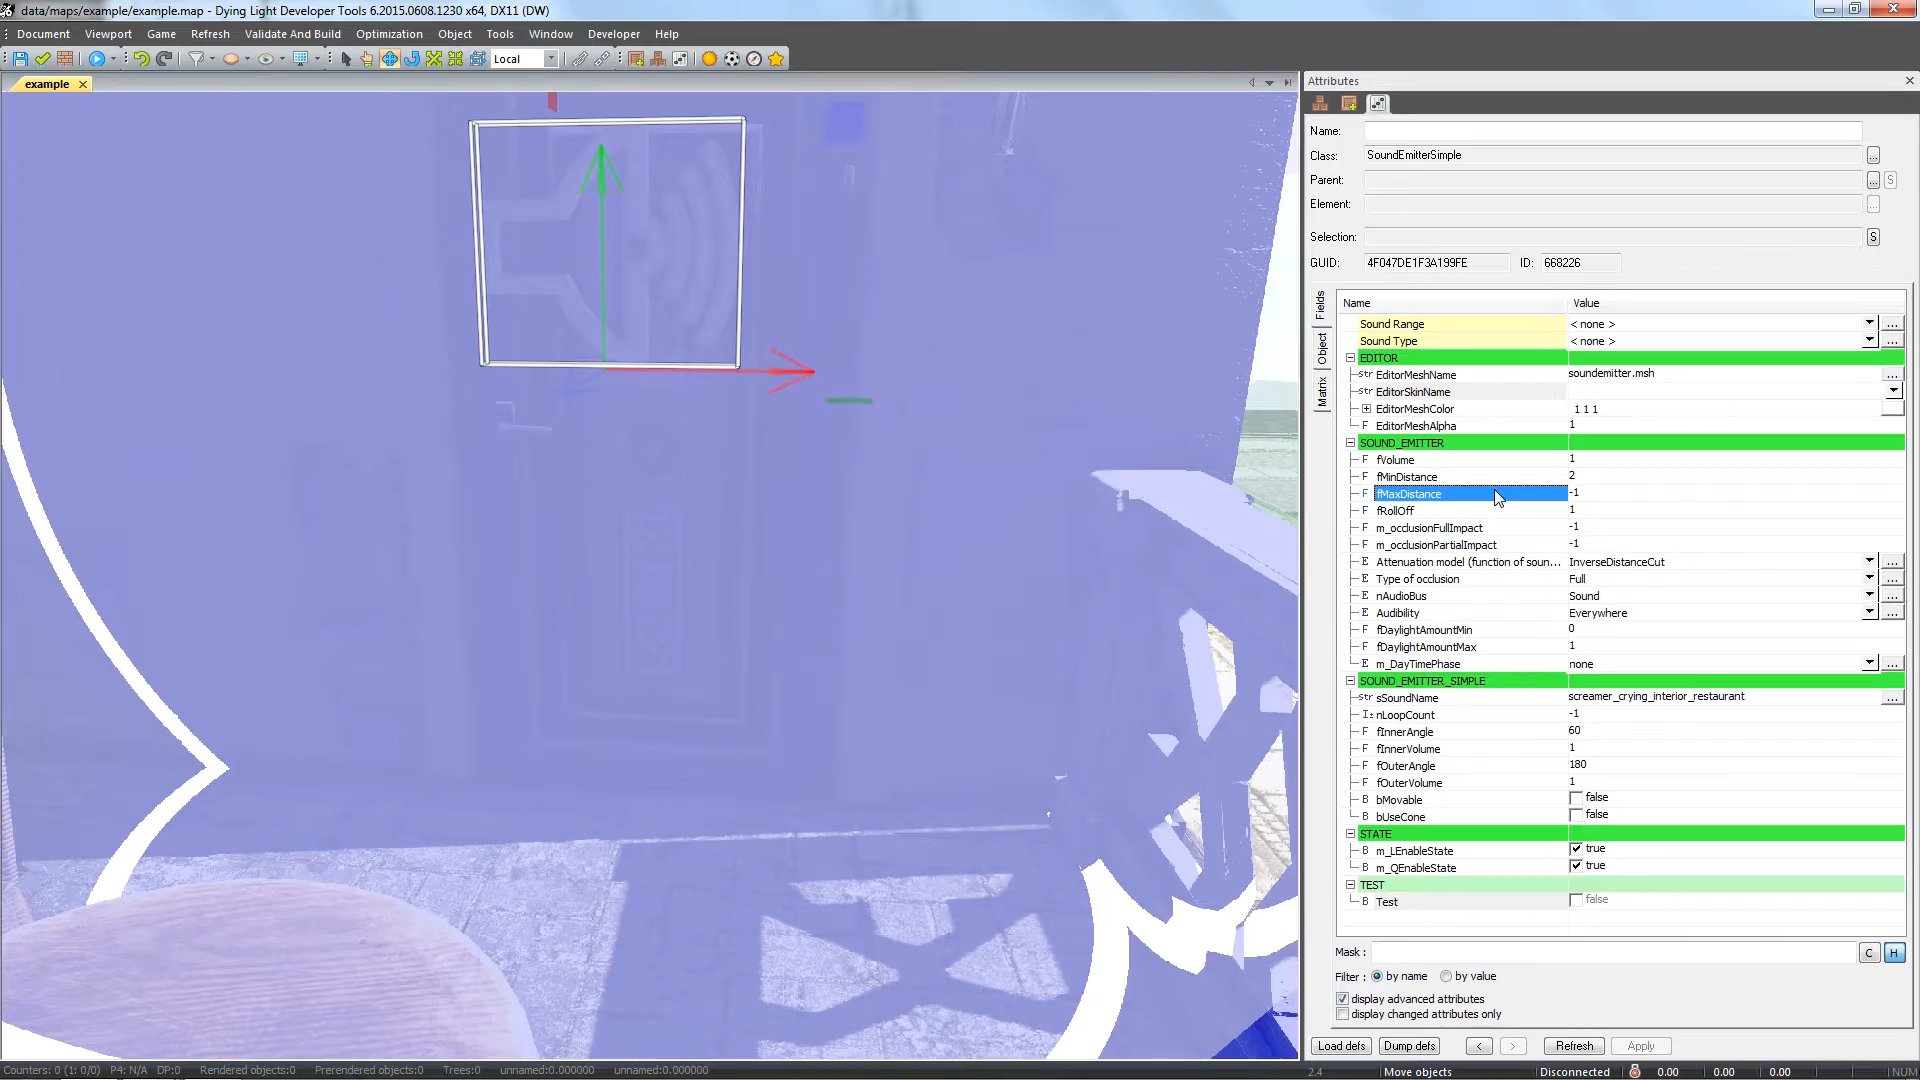 data/maps/example/example.map - Dying Light Developer Tools 6.2015.0608.1230 x64, DX11 (DW)
Document Viewport Game Refresh Validate And Build Optimization Object Tools Window Developer Help
Local
example
Attributes
Name:
Class: SoundEmitterSimple ...
Parent: ... S
Element: ...
Selection: S
GUID: 4F047DE1F3A199FE ID: 668226
Fields
Object
Matrix
Name Value
Sound Range < none > ...
Sound Type < none > ...
EDITOR
Str EditorMeshName soundemitter.msh ...
Str EditorSkinName
EditorMeshColor 1 1 1
F EditorMeshAlpha 1
SOUND_EMITTER
F fVolume 1
F fMinDistance 2
F fMaxDistance -1
F fRollOff 1
F m_occlusionFullImpact -1
F m_occlusionPartialImpact -1
E Attenuation model (function of soun... InverseDistanceCut ...
E Type of occlusion Full ...
E nAudioBus Sound ...
E Audibility Everywhere ...
F fDaylightAmountMin 0
F fDaylightAmountMax 1
E m_DayTimePhase none ...
SOUND_EMITTER_SIMPLE
Str sSoundName screamer_crying_interior_restaurant ...
I± nLoopCount -1
F fInnerAngle 60
F fInnerVolume 1
F fOuterAngle 180
F fOuterVolume 1
B bMovable false
B bUseCone false
STATE
B m_LEnableState true
B m_QEnableState true
TEST
B Test false
Mask : C H
Filter : by name by value
display advanced attributes
display changed attributes only
Load defs Dump defs < > Refresh Apply
Counters: 0 (1: 0/0) P4: N/A DP:0 Rendered objects:0 Prerendered objects:0 Trees:0 unnamed:0.000000 unnamed:0.000000 2.4 Move objects Disconnected 0.00 0.00 0.00 NUM